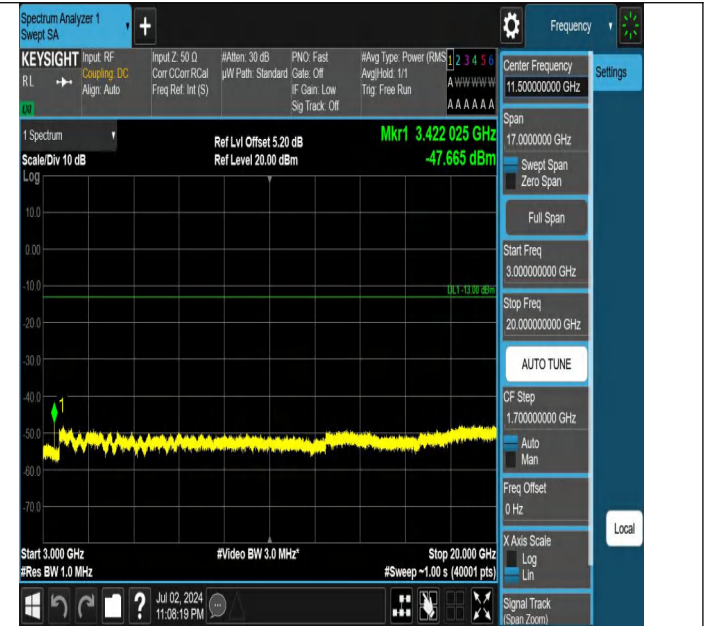 Spectrum Analyzer 1
Swept SA
Frequency
KEYSIGHT
RL
Input: RF
Coupling: DC
Align: Auto
Input Z: 50 Ω
Corr CCorr RCal
Freq Ref: Int (S)
#Atten: 30 dB
µW Path: Standard
PNO: Fast
Gate: Off
IF Gain: Low
Sig Track: Off
#Avg Type: Power (RMS
Avg|Hold: 1/1
Trig: Free Run
1 2 3 4 5 6
A W W W W W
A A A A A A
1 Spectrum
Scale/Div 10 dB
Log
Ref Lvl Offset 5.20 dB
Ref Level 20.00 dBm
Mkr1 3.422 025 GHz
-47.665 dBm
10.0
0.00
-10.0
DL1 -13.00 dBm
-20.0
-30.0
-40.0
1
-50.0
-60.0
-70.0
Start 3.000 GHz
#Res BW 1.0 MHz
#Video BW 3.0 MHz*
Stop 20.000 GHz
#Sweep ~1.00 s (40001 pts)
Jul 02, 2024
11:08:19 PM
Center Frequency
11.500000000 GHz
Settings
Span
17.0000000 GHz
Swept Span
Zero Span
Full Span
Start Freq
3.000000000 GHz
Stop Freq
20.000000000 GHz
AUTO TUNE
CF Step
1.700000000 GHz
Auto
Man
Freq Offset
0 Hz
X Axis Scale
Log
Lin
Local
Signal Track
(Span Zoom)